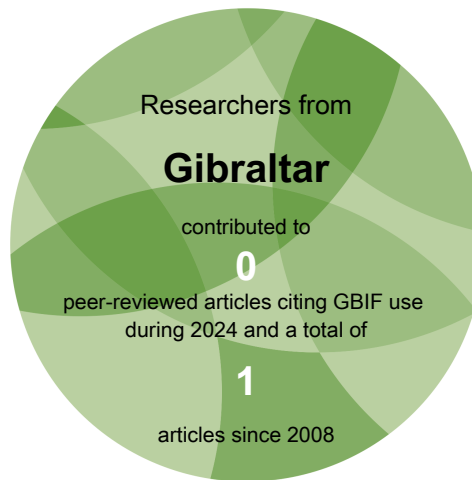 Researchers from
Gibraltar
contributed to
0
peer-reviewed articles citing GBIF use
during 2024 and a total of
1
articles since 2008